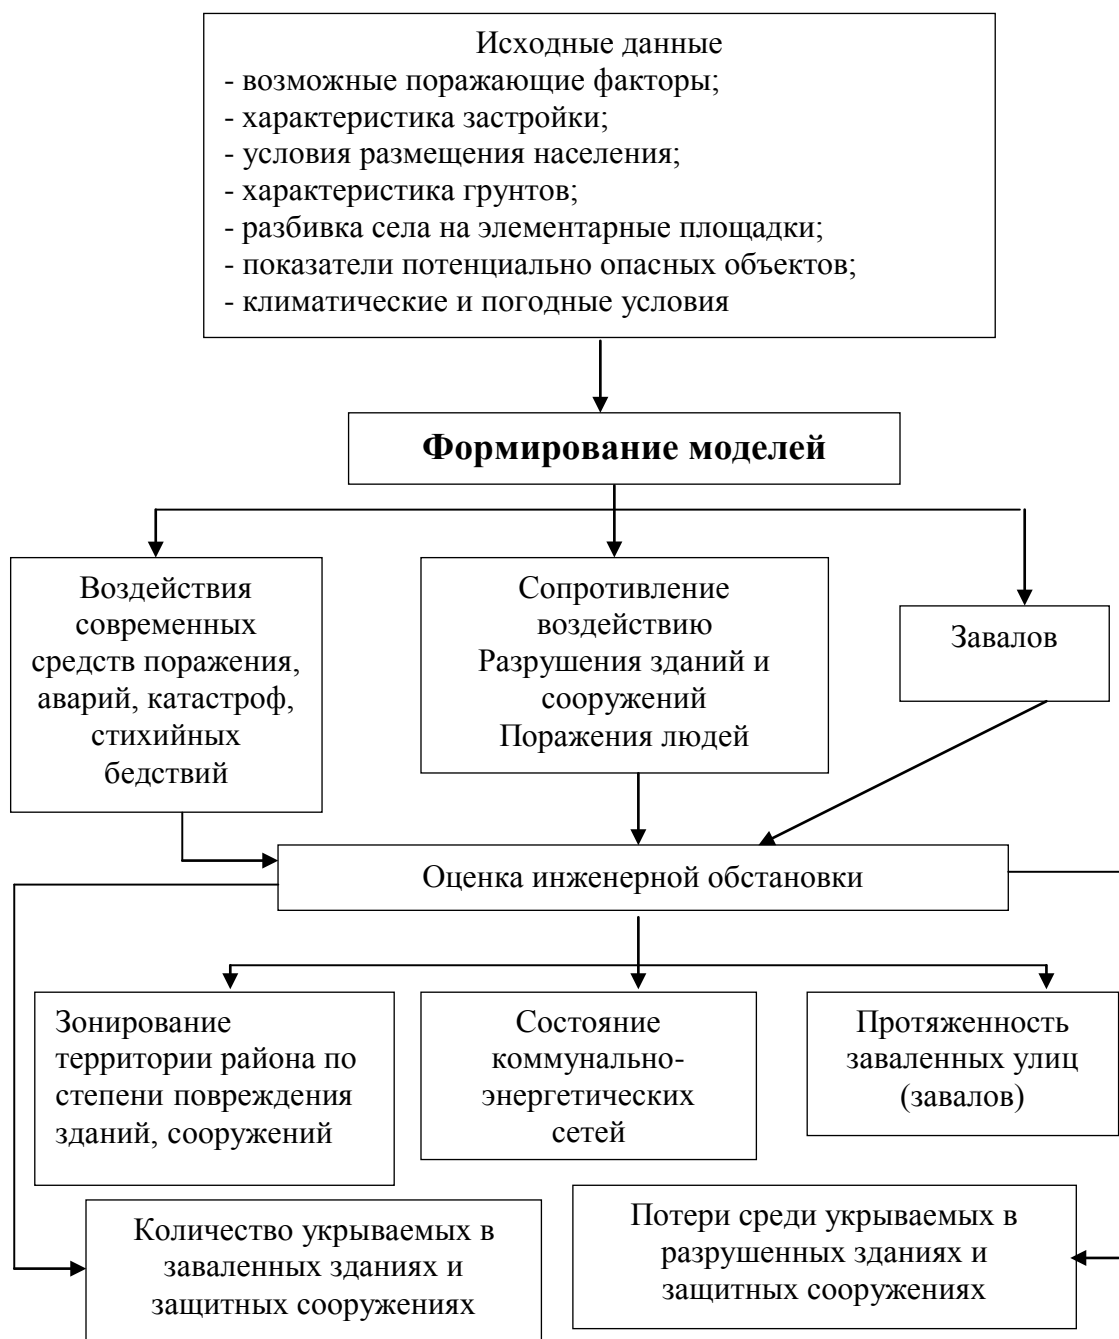 Исходные данные
- возможные поражающие факторы;
- характеристика застройки;
- условия размещения населения;
- характеристика грунтов;
- разбивка села на элементарные площадки;
- показатели потенциально опасных объектов;
- климатические и погодные условия
Формирование моделей
Воздействия
современных
средств поражения,
аварий, катастроф,
стихийных
бедствий
Сопротивление
воздействию
Разрушения зданий и
сооружений
Поражения людей
Завалов
Оценка инженерной обстановки
Зонирование
территории района по
степени повреждения
зданий, сооружений
Состояние
коммунально-
энергетических
сетей
Протяженность
заваленных улиц
(завалов)
Количество укрываемых в
заваленных зданиях и
защитных сооружениях
Потери среди укрываемых в
разрушенных зданиях и
защитных сооружениях